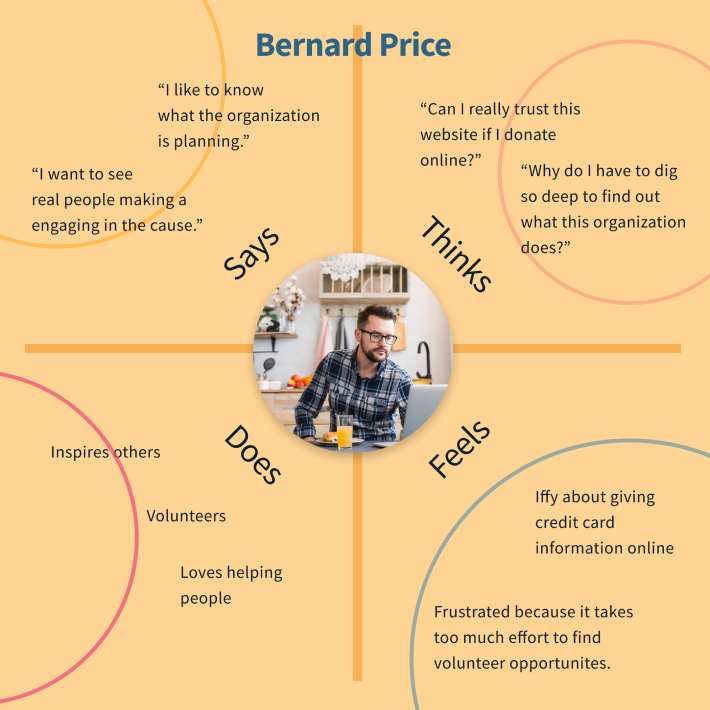 Bernard Price
“I like to know
what the organization
is planning.”
“I want to see
real people making a
engaging in the cause.”
Says
“Can I really trust this
website if I donate
online?”
“Why do I have to dig
so deep to find out
what this organization
does?”
Thinks
Does
Inspires others
Volunteers
Loves helping
people
Feels
Iffy about giving
credit card
information online
Frustrated because it takes
too much effort to find
volunteer opportunites.